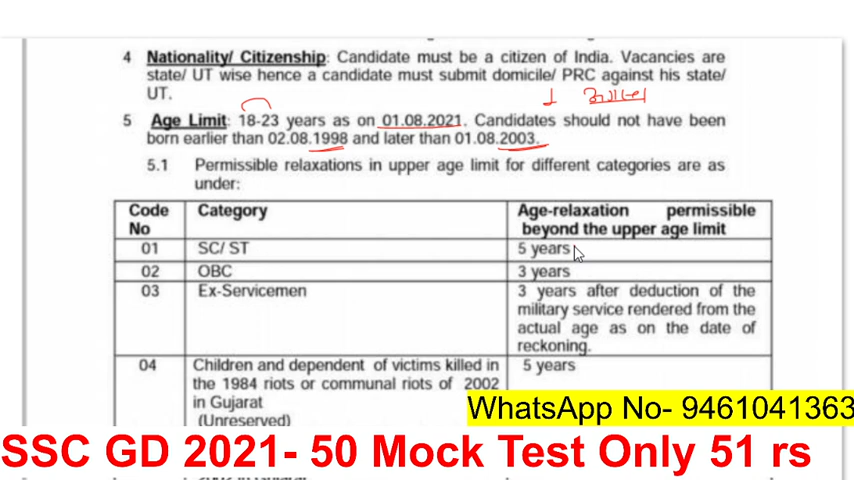 4 Nationality/ Citizenship: Candidate must be a citizen of India. Vacancies are
state/ UT wise hence a candidate must submit domicile/ PRC against his state/
UT.
5 Age Limit: 18-23 years as on 01.08.2021. Candidates should not have been
born earlier than 02.08.1998 and later than 01.08.2003.
5.1 Permissible relaxations in upper age limit for different categories are as
under:
Code No Category Age-relaxation permissible beyond the upper age limit
01 SC/ ST 5 years
02 OBC 3 years
03 Ex-Servicemen 3 years after deduction of the
military service rendered from the
actual age as on the date of
reckoning.
04 Children and dependent of victims killed in 5 years
the 1984 riots or communal riots of 2002
in Gujarat
(Unreserved)
WhatsApp No- 9461041363
SSC GD 2021- 50 Mock Test Only 51 rs